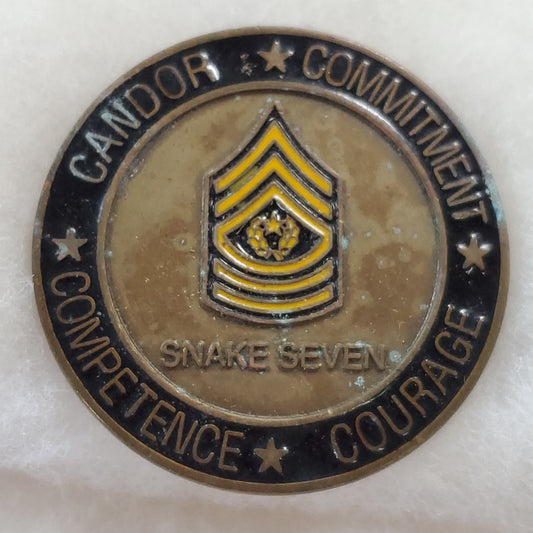 CANDOR ★ COMMITMENT ★ COURAGE ★ COMPETENCE ★
SNAKE SEVEN